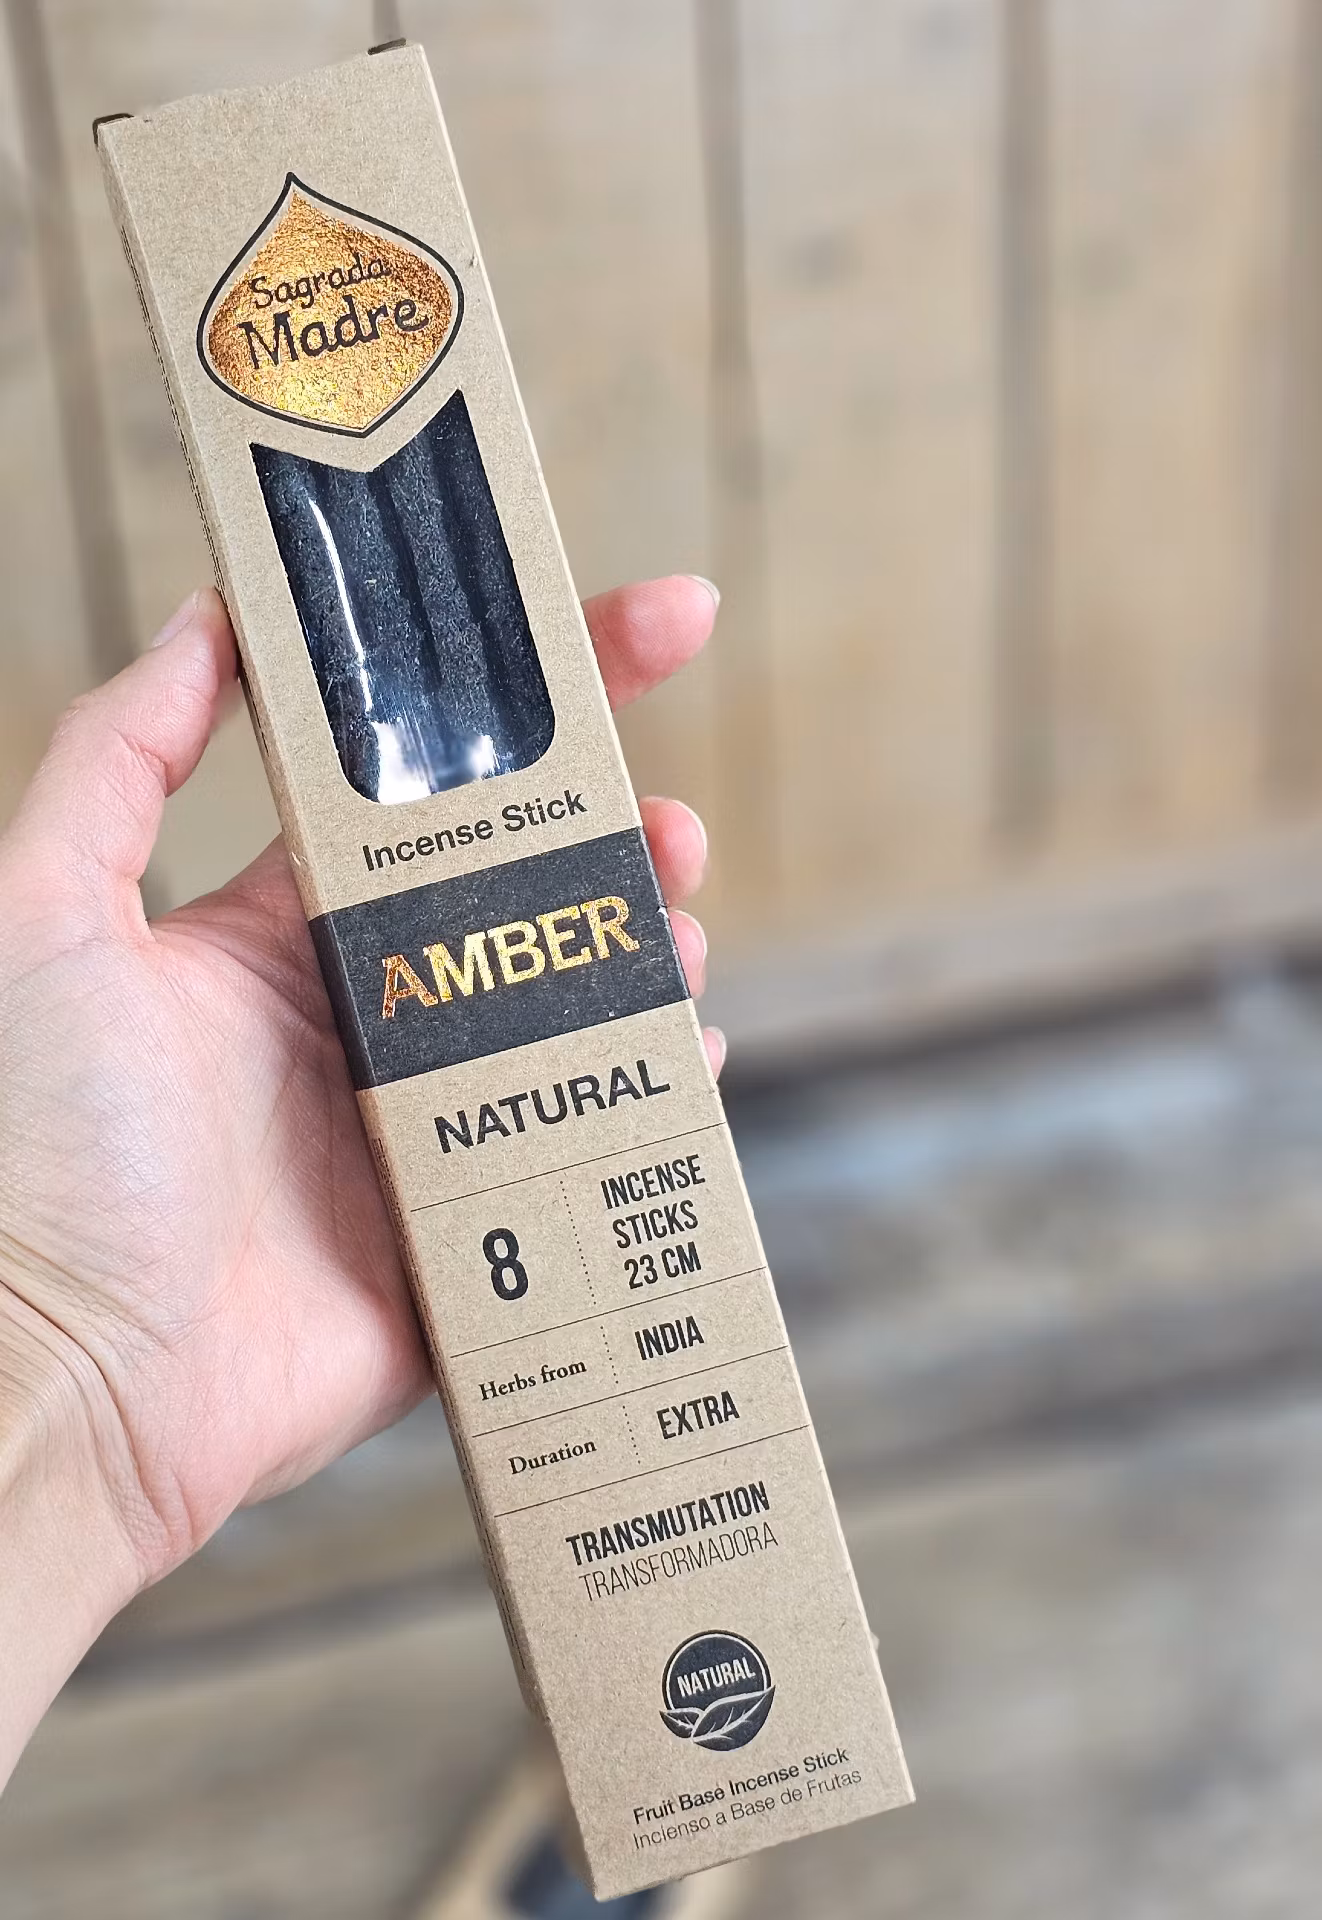 Sagrada
Madre
Incense Stick
AMBER
NATURAL
8
INCENSE
STICKS
23 CM
Herbs from
INDIA
Duration
EXTRA
TRANSMUTATION
TRANSFORMADORA
NATURAL
Fruit Base Incense Stick
Incienso a Base de Frutas